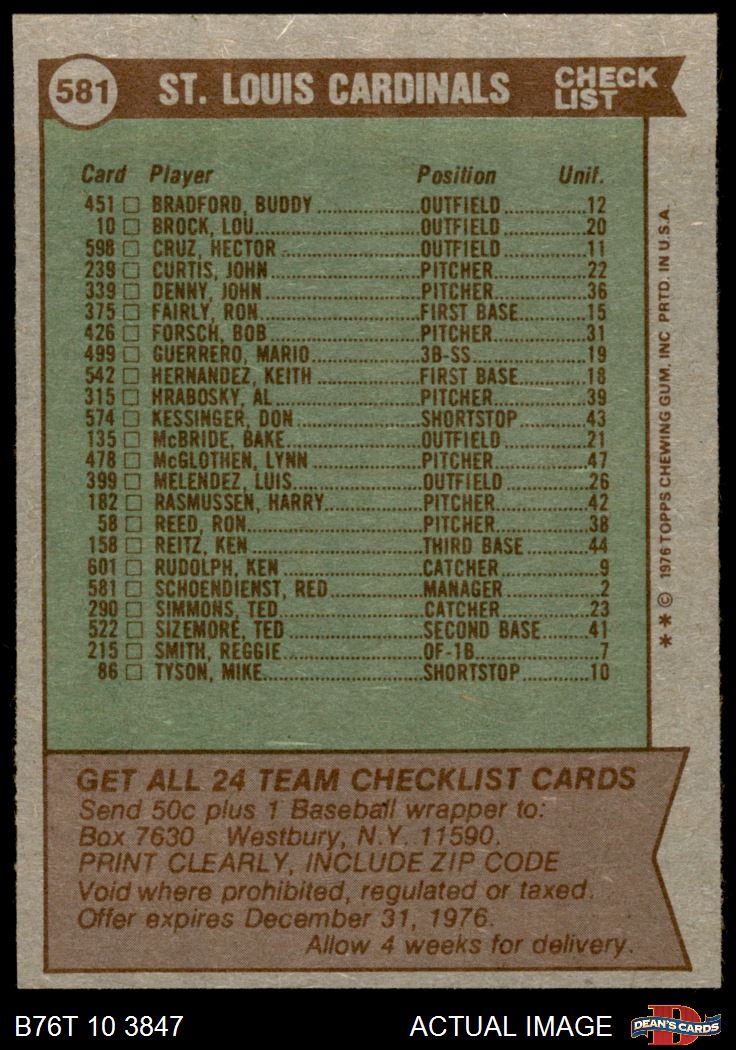 581 ST. LOUIS CARDINALS CHECK
LIST
Card Player Position Unif.
451 □ BRADFORD, BUDDY ........ OUTFIELD ........ 12
10 □ BROCK, LOU ........ OUTFIELD ........ 20
598 □ CRUZ, HECTOR ........ OUTFIELD ........ 11
239 □ CURTIS, JOHN ........ PITCHER ........ 22
339 □ DENNY, JOHN ........ PITCHER ........ 36
375 □ FAIRLY, RON ........ FIRST BASE ........ 15
426 □ FORSCH, BOB ........ PITCHER ........ 31
499 □ GUERRERO, MARIO ........ 3B-SS ........ 19
542 □ HERNANDEZ, KEITH ........ FIRST BASE ........ 18
315 □ HRABOSKY, AL ........ PITCHER ........ 39
574 □ KESSINGER, DON ........ SHORTSTOP ........ 43
135 □ McBRIDE, BAKE ........ OUTFIELD ........ 21
478 □ McGLOTHEN, LYNN ........ PITCHER ........ 47
399 □ MELENDEZ, LUIS ........ OUTFIELD ........ 26
182 □ RASMUSSEN, HARRY ........ PITCHER ........ 42
58 □ REED, RON ........ PITCHER ........ 38
158 □ REITZ, KEN ........ THIRD BASE ........ 44
601 □ RUDOLPH, KEN ........ CATCHER ........ 9
581 □ SCHOENDIENST, RED ........ MANAGER ........ 2
290 □ SIMMONS, TED ........ CATCHER ........ 23
522 □ SIZEMORE, TED ........ SECOND BASE ........ 41
215 □ SMITH, REGGIE ........ OF-1B ........ 7
86 □ TYSON, MIKE ........ SHORTSTOP ........ 10
** © 1976 TOPPS CHEWING GUM, INC PRTD. IN U.S.A.
GET ALL 24 TEAM CHECKLIST CARDS
Send 50c plus 1 Baseball wrapper to:
Box 7630 Westbury, N.Y. 11590.
PRINT CLEARLY, INCLUDE ZIP CODE
Void where prohibited, regulated or taxed.
Offer expires December 31, 1976.
Allow 4 weeks for delivery.
B76T 10 3847 ACTUAL IMAGE DEAN'S CARDS